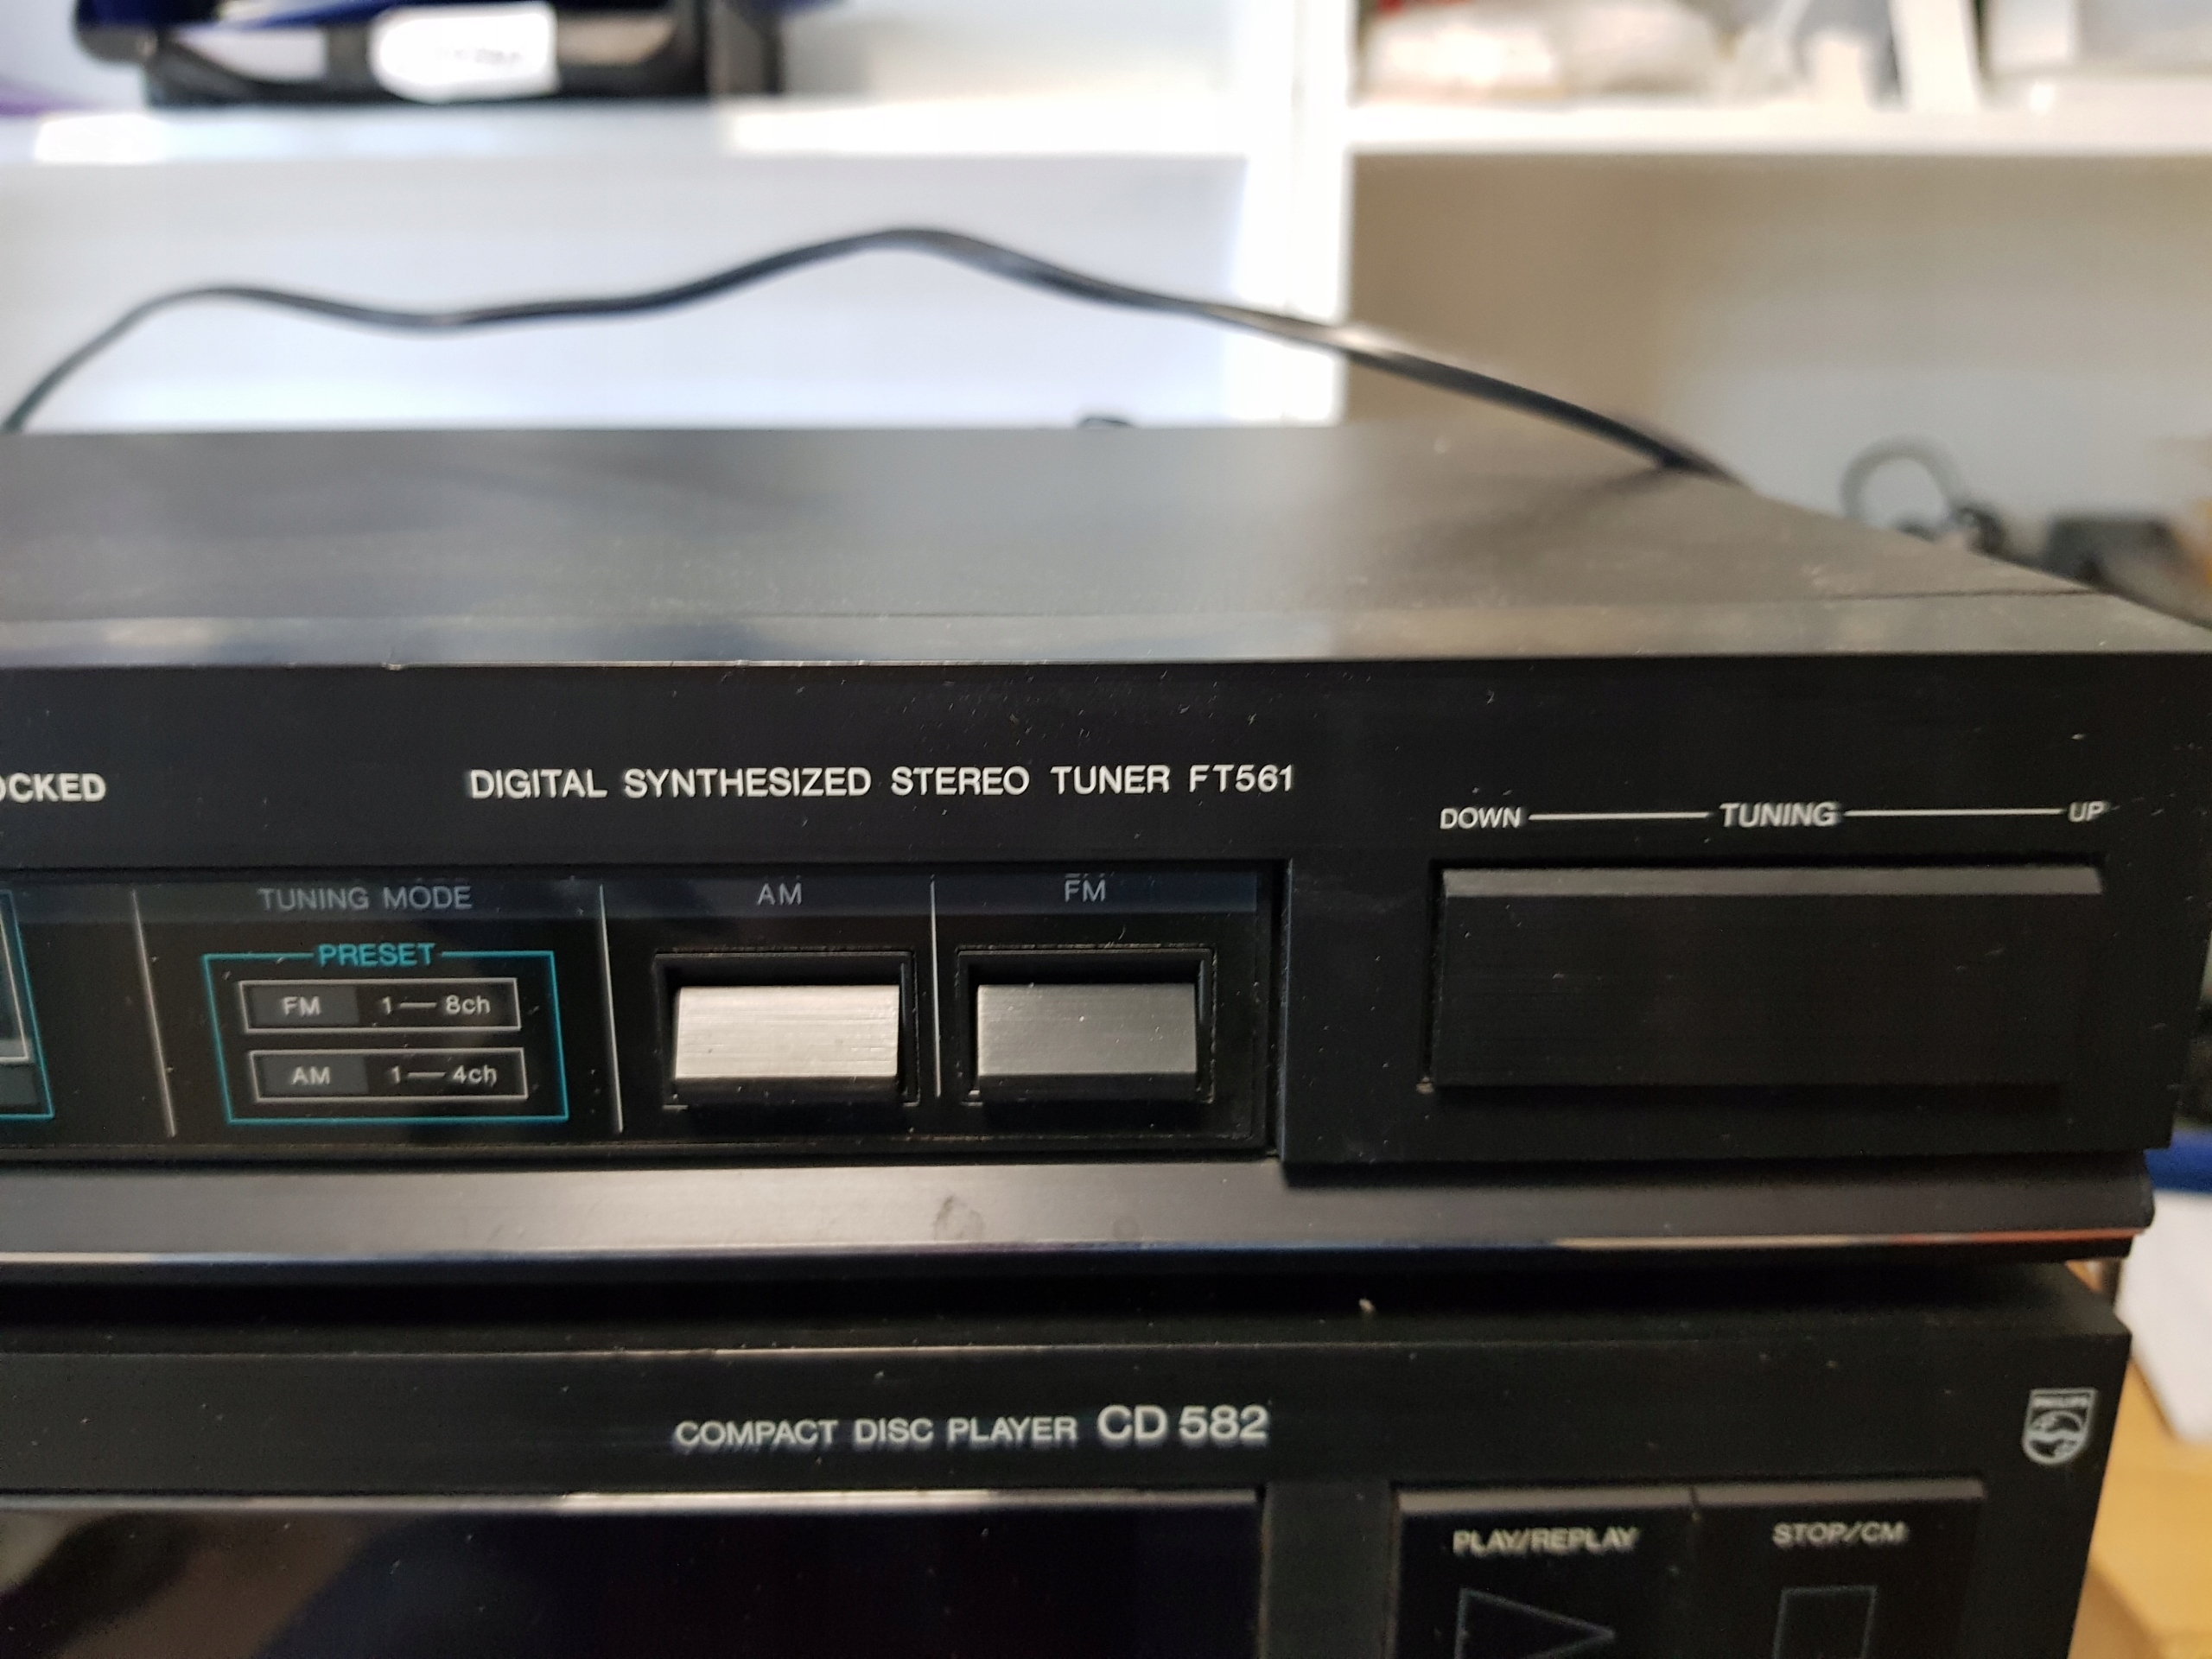 OCKED
DIGITAL SYNTHESIZED STEREO TUNER FT561
DOWN TUNING UP
TUNING MODE
AM
FM
PRESET
FM 1—8ch
AM 1—4ch
COMPACT DISC PLAYER CD 582
PHILIPS
PLAY/REPLAY
STOP/CM